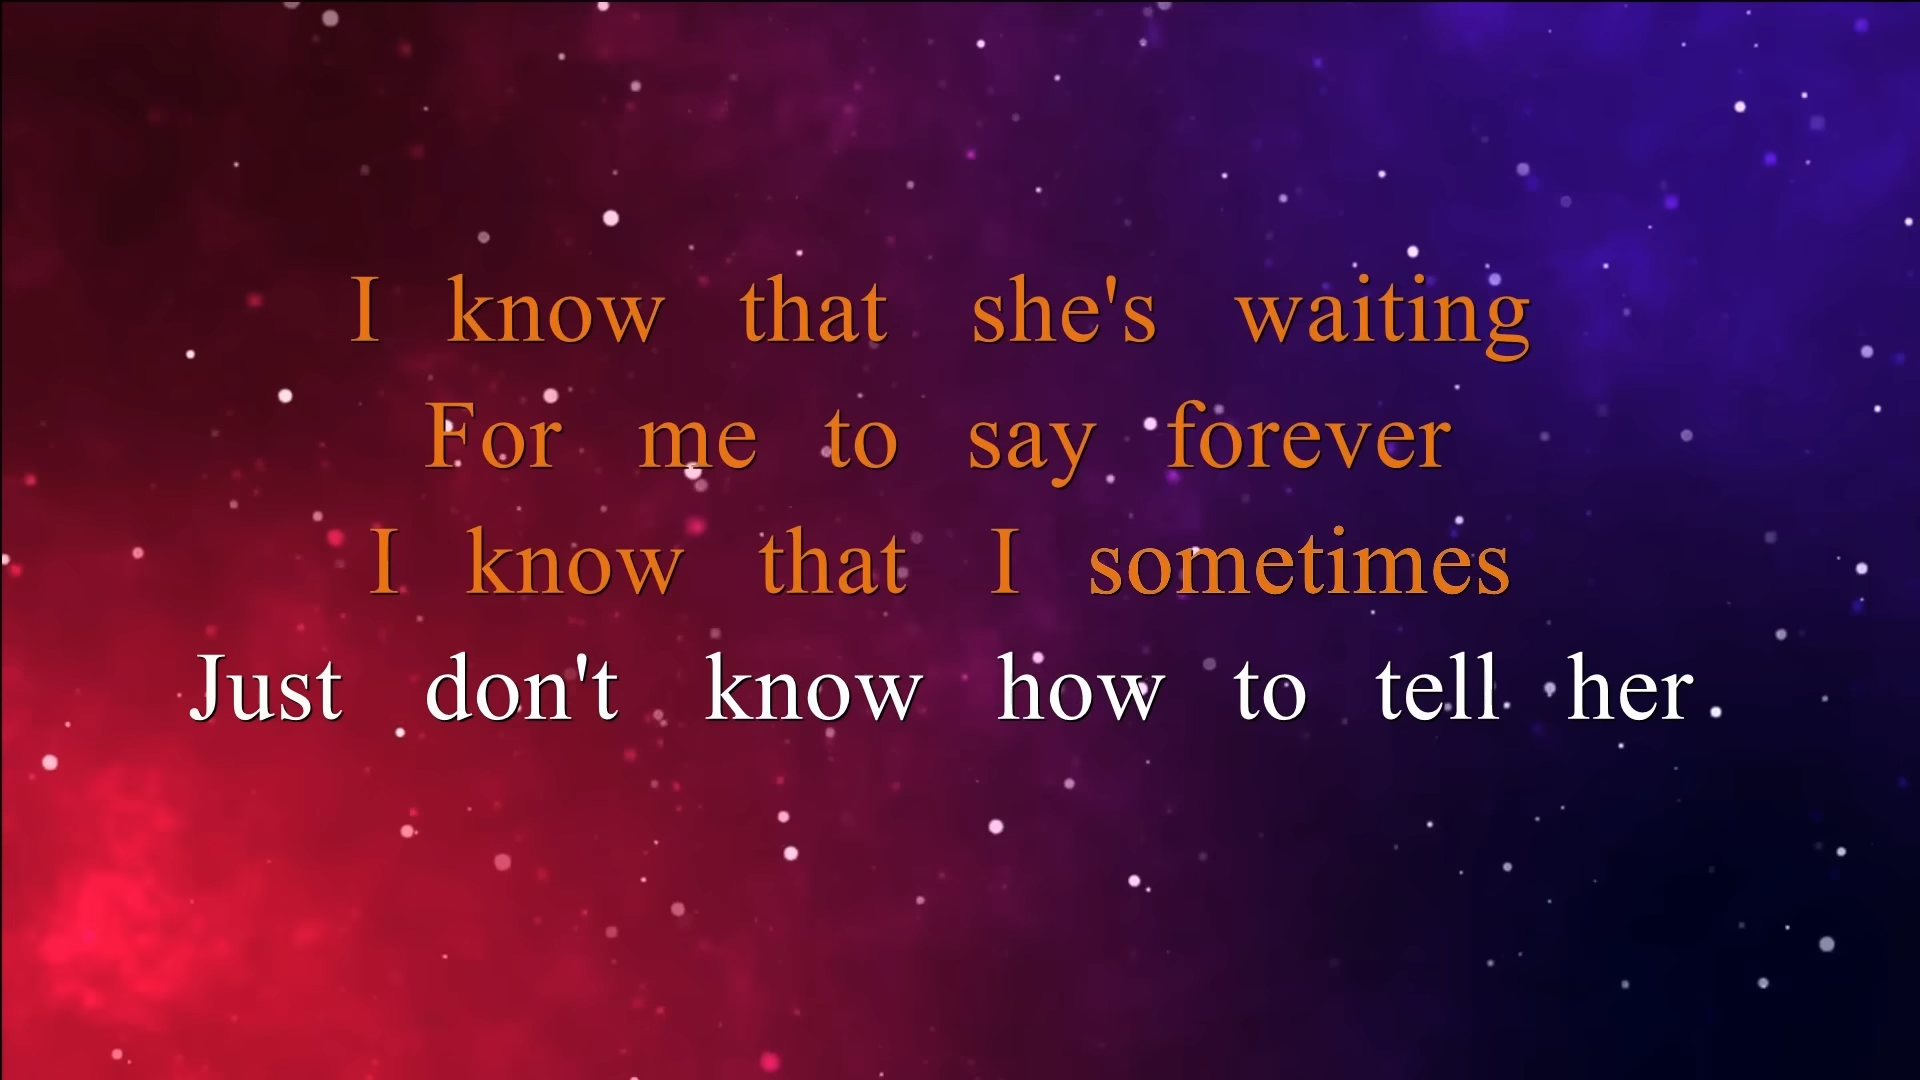 I know that she's waiting
For me to say forever
I know that I sometimes
Just don't know how to tell her